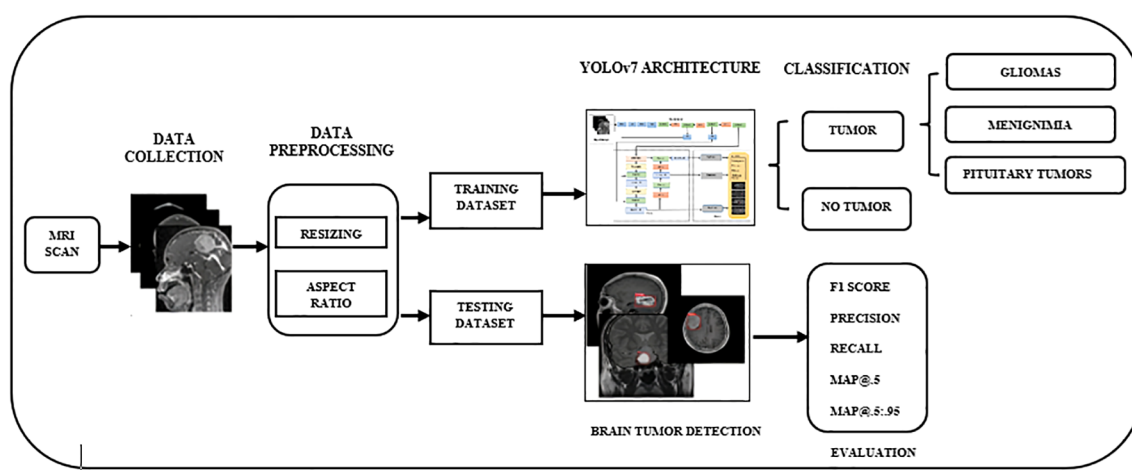 YOLOv7 ARCHITECTURE
CLASSIFICATION
GLIOMAS
MENIGNIMIA
PITUITARY TUMORS
TUMOR
NO TUMOR
DATA
COLLECTION
DATA
PREPROCESSING
MRI
SCAN
RESIZING
ASPECT
RATIO
TRAINING
DATASET
TESTING
DATASET
BRAIN TUMOR DETECTION
F1 SCORE
PRECISION
RECALL
MAP@.5
MAP@.5:.95
EVALUATION